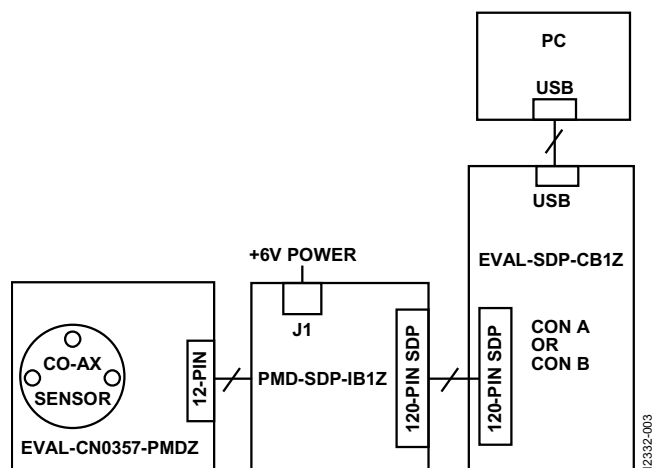 PC
USB
USB
+6V POWER
EVAL-SDP-CB1Z
J1
CO-AX
SENSOR
12-PIN
PMD-SDP-IB1Z
120-PIN SDP
120-PIN SDP
CON A
OR
CON B
EVAL-CN0357-PMDZ
2332-003